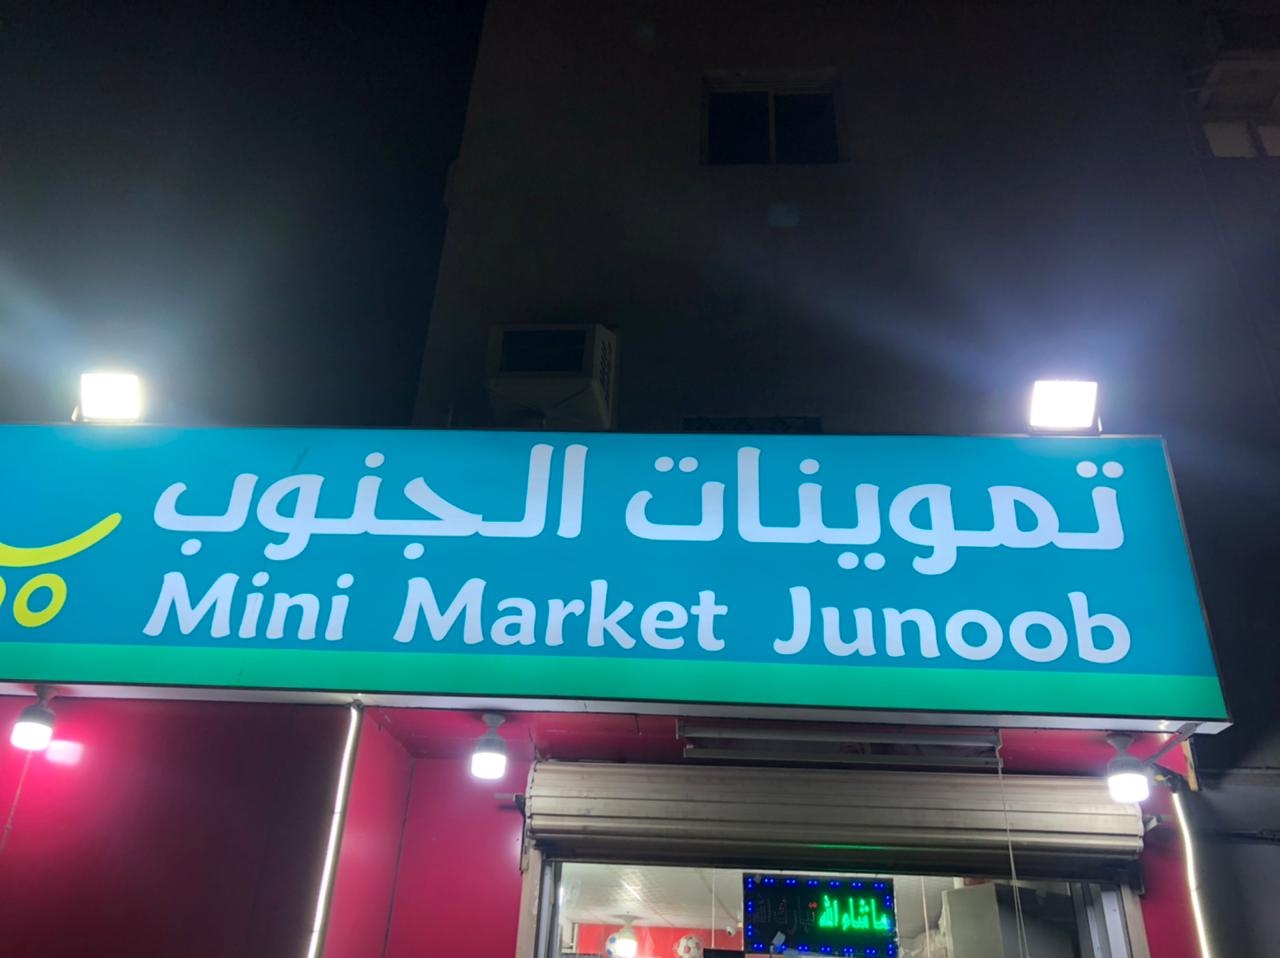 تموينات الجنوب
Mini Market Junoob
ما شاء الله